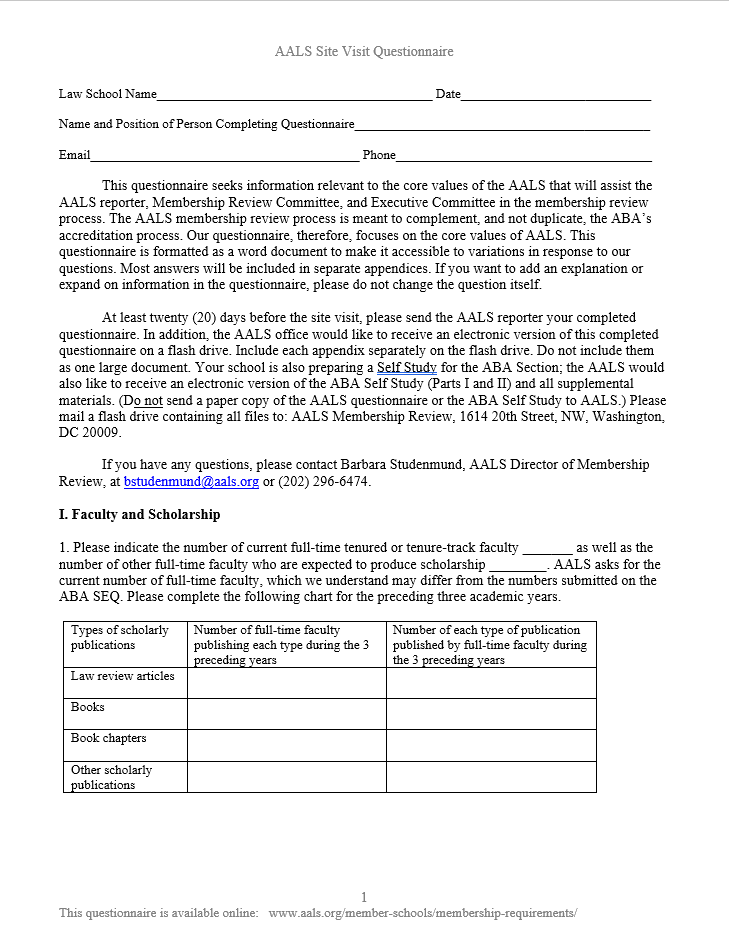 AALS Site Visit Questionnaire
Law School Name________________________________________ Date____________________________
Name and Position of Person Completing Questionnaire___________________________________________
Email_______________________________________ Phone_____________________________________
This questionnaire seeks information relevant to the core values of the AALS that will assist the
AALS reporter, Membership Review Committee, and Executive Committee in the membership review
process. The AALS membership review process is meant to complement, and not duplicate, the ABA's
accreditation process. Our questionnaire, therefore, focuses on the core values of AALS. This
questionnaire is formatted as a word document to make it accessible to variations in response to our
questions. Most answers will be included in separate appendices. If you want to add an explanation or
expand on information in the questionnaire, please do not change the question itself.
At least twenty (20) days before the site visit, please send the AALS reporter your completed
questionnaire. In addition, the AALS office would like to receive an electronic version of this completed
questionnaire on a flash drive. Include each appendix separately on the flash drive. Do not include them
as one large document. Your school is also preparing a Self Study for the ABA Section; the AALS would
also like to receive an electronic version of the ABA Self Study (Parts I and II) and all supplemental
materials. (Do not send a paper copy of the AALS questionnaire or the ABA Self Study to AALS.) Please
mail a flash drive containing all files to: AALS Membership Review, 1614 20th Street, NW, Washington,
DC 20009.
If you have any questions, please contact Barbara Studenmund, AALS Director of Membership
Review, at bstudenmund@aals.org or (202) 296-6474.
I. Faculty and Scholarship
1. Please indicate the number of current full-time tenured or tenure-track faculty _______ as well as the
number of other full-time faculty who are expected to produce scholarship ________. AALS asks for the
current number of full-time faculty, which we understand may differ from the numbers submitted on the
ABA SEQ. Please complete the following chart for the preceding three academic years.
Types of scholarly
publications
Number of full-time faculty
publishing each type during the 3
preceding years
Number of each type of publication
published by full-time faculty during
the 3 preceding years
Law review articles
Books
Book chapters
Other scholarly
publications
1
This questionnaire is available online: www.aals.org/member-schools/membership-requirements/